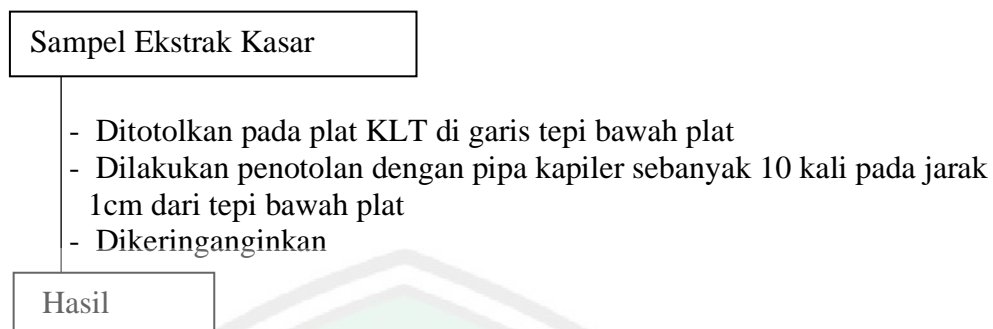 Sampel Ekstrak Kasar
- Ditotolkan pada plat KLT di garis tepi bawah plat
- Dilakukan penotolan dengan pipa kapiler sebanyak 10 kali pada jarak
1cm dari tepi bawah plat
- Dikeringanginkan
Hasil